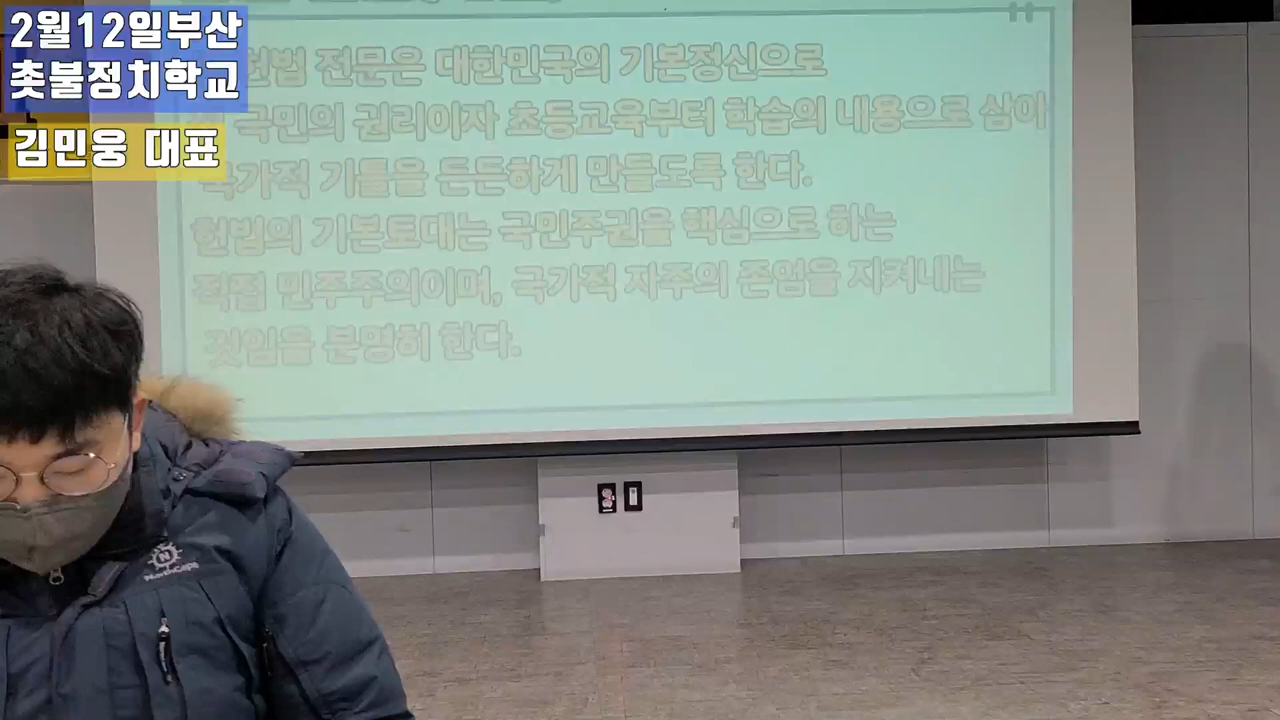 2월12일부산
촛불정치학교
김민웅 대표
헌법 전문은 대한민국의 기본정신으로
국민의 권리이자 초등교육부터 학습의 내용으로 삼아
국가적 기틀을 든든하게 만들도록 한다.
헌법의 기본토대는 국민주권을 핵심으로 하는
직접 민주주의이며, 국가적 자주의 존엄을 지켜내는
것임을 분명히 한다.
N
NorthCape